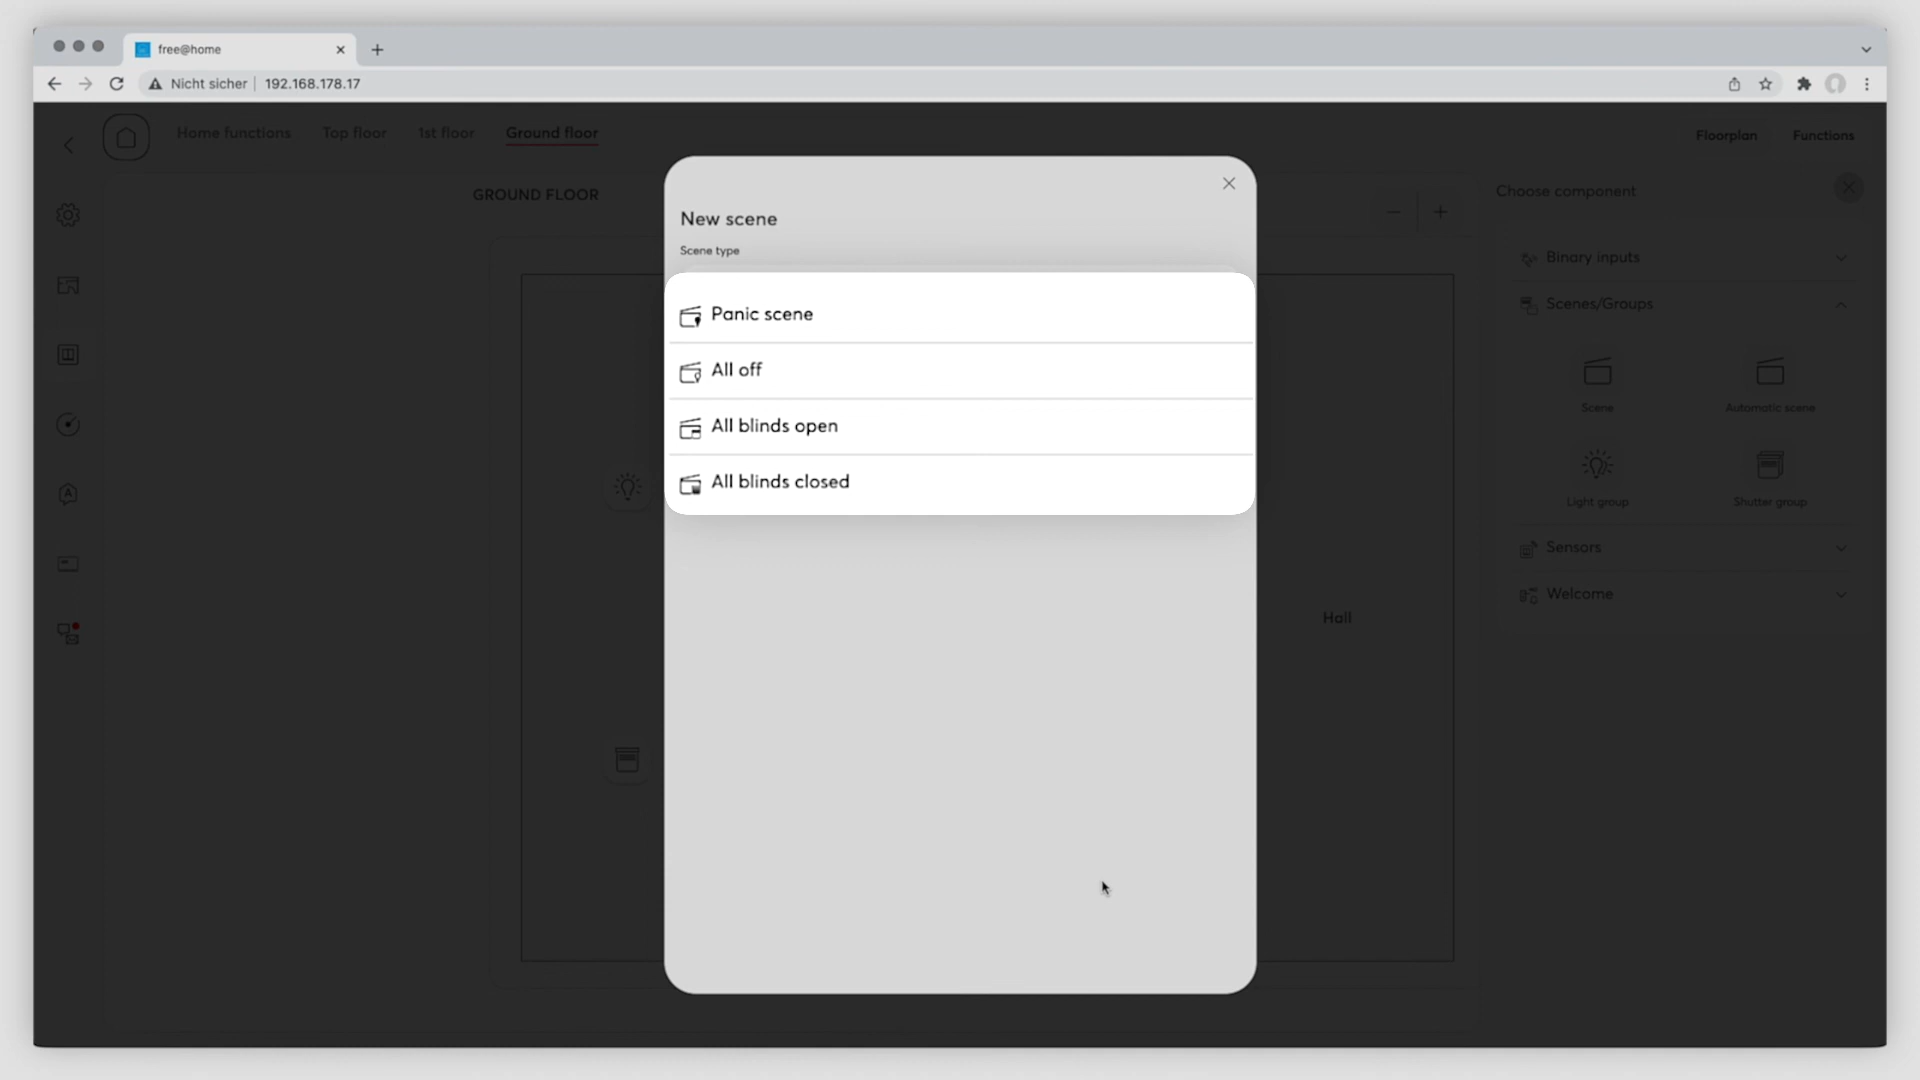 free@home
Nicht sicher
192.168.178.17
Home functions
Top floor
1st floor
Ground floor
Floorplan
Functions
GROUND FLOOR
Choose component
New scene
Scene type
Binary inputs
Scenes/Groups
Panic scene
All off
Scene
Automatic scene
All blinds open
All blinds closed
Light group
Shutter group
Sensors
Welcome
Hall